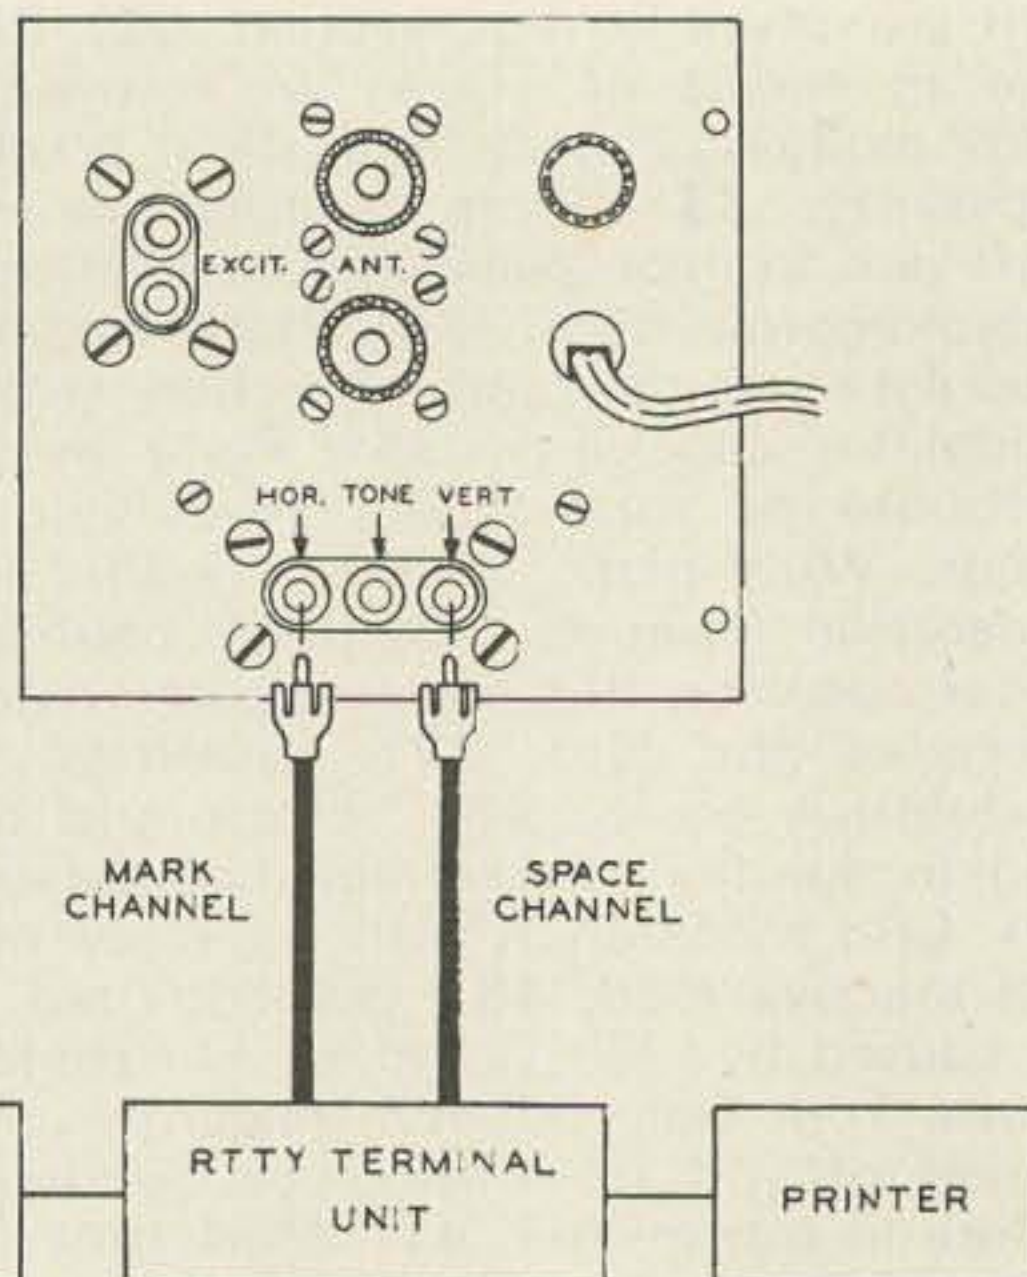 EXCIT. ANT.
HOR. TONE VERT
MARK
CHANNEL
SPACE
CHANNEL
RTTY TERMINAL
UNIT
PRINTER